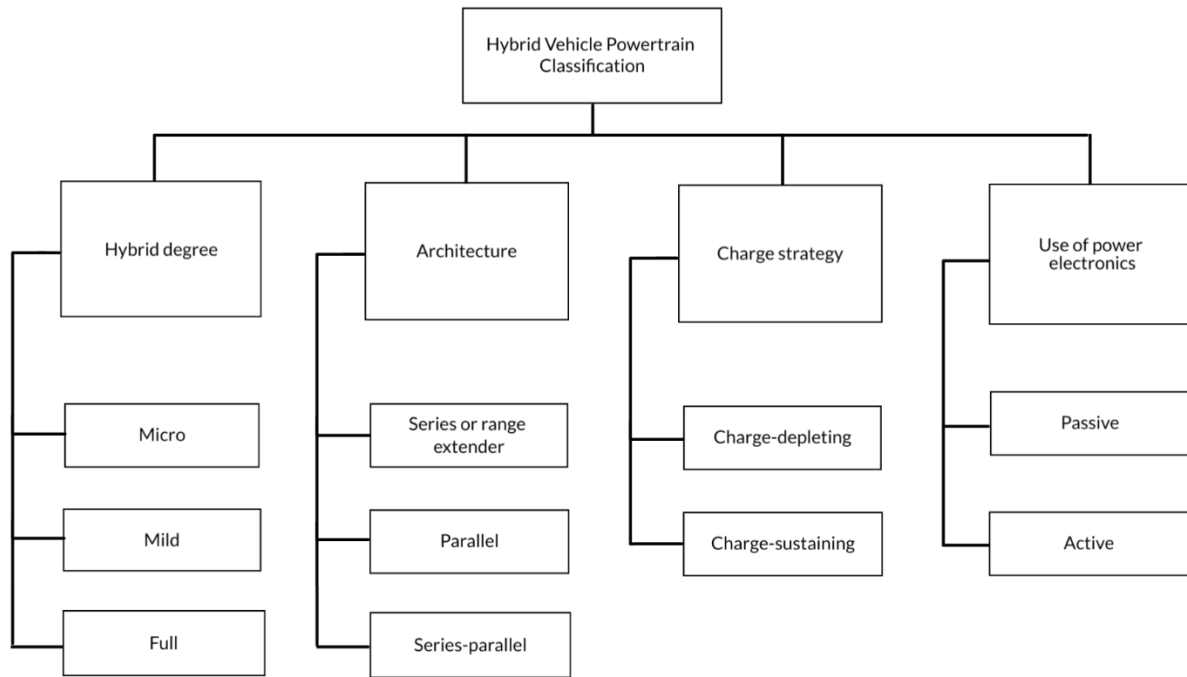 Hybrid Vehicle Powertrain
Classification
Hybrid degree
Micro
Mild
Full
Architecture
Series or range
extender
Parallel
Series-parallel
Charge strategy
Charge-depleting
Charge-sustaining
Use of power
electronics
Passive
Active